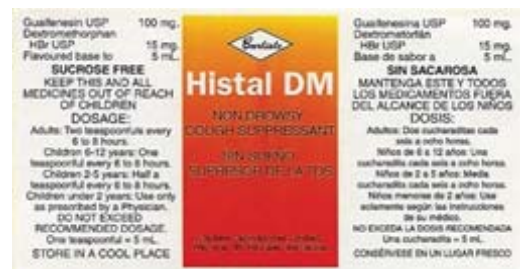 Guaifenesin USP 100 mg.
Dextromethorphan
HBr USP 15 mg.
Flavoured base to 5 mL.
SUCROSE FREE
KEEP THIS AND ALL
MEDICINES OUT OF REACH
OF CHILDREN
DOSAGE:
Adults: Two teaspoonfuls every
6 to 8 hours.
Children 6-12 years: One
teaspoonful every 6 to 8 hours.
Children 2-5 years: Half a
teaspoonful every 6 to 8 hours.
Children under 2 years: Use only
as prescribed by a Physician.
DO NOT EXCEED
RECOMMENDED DOSAGE.
One teaspoonful = 5 mL.
STORE IN A COOL PLACE
Carlisle
Histal DM
NON DROWSY
COUGH SUPPRESSANT
SIN SUEÑO
SUPRESOR DE LA TOS
Guaifenesina USP 100 mg.
Dextrometorfán
HBr USP 15 mg.
Base de sabor a 5 mL.
SIN SACAROSA
MANTENGA ESTE Y TODOS
LOS MEDICAMENTOS FUERA
DEL ALCANCE DE LOS NIÑOS
DOSIS:
Adultos: Dos cucharaditas cada
seis a ocho horas.
Niños de 6 a 12 años: Una
cucharadita cada seis a ocho horas.
Niños de 2 a 5 años: Media
cucharadita cada seis a ocho horas.
Niños menores de 2 años: Use
solamente según las instrucciones
de su médico.
NO EXCEDA LA DOSIS RECOMENDADA
Una cucharadita = 5 mL.
CONSÉRVESE EN UN LUGAR FRESCO